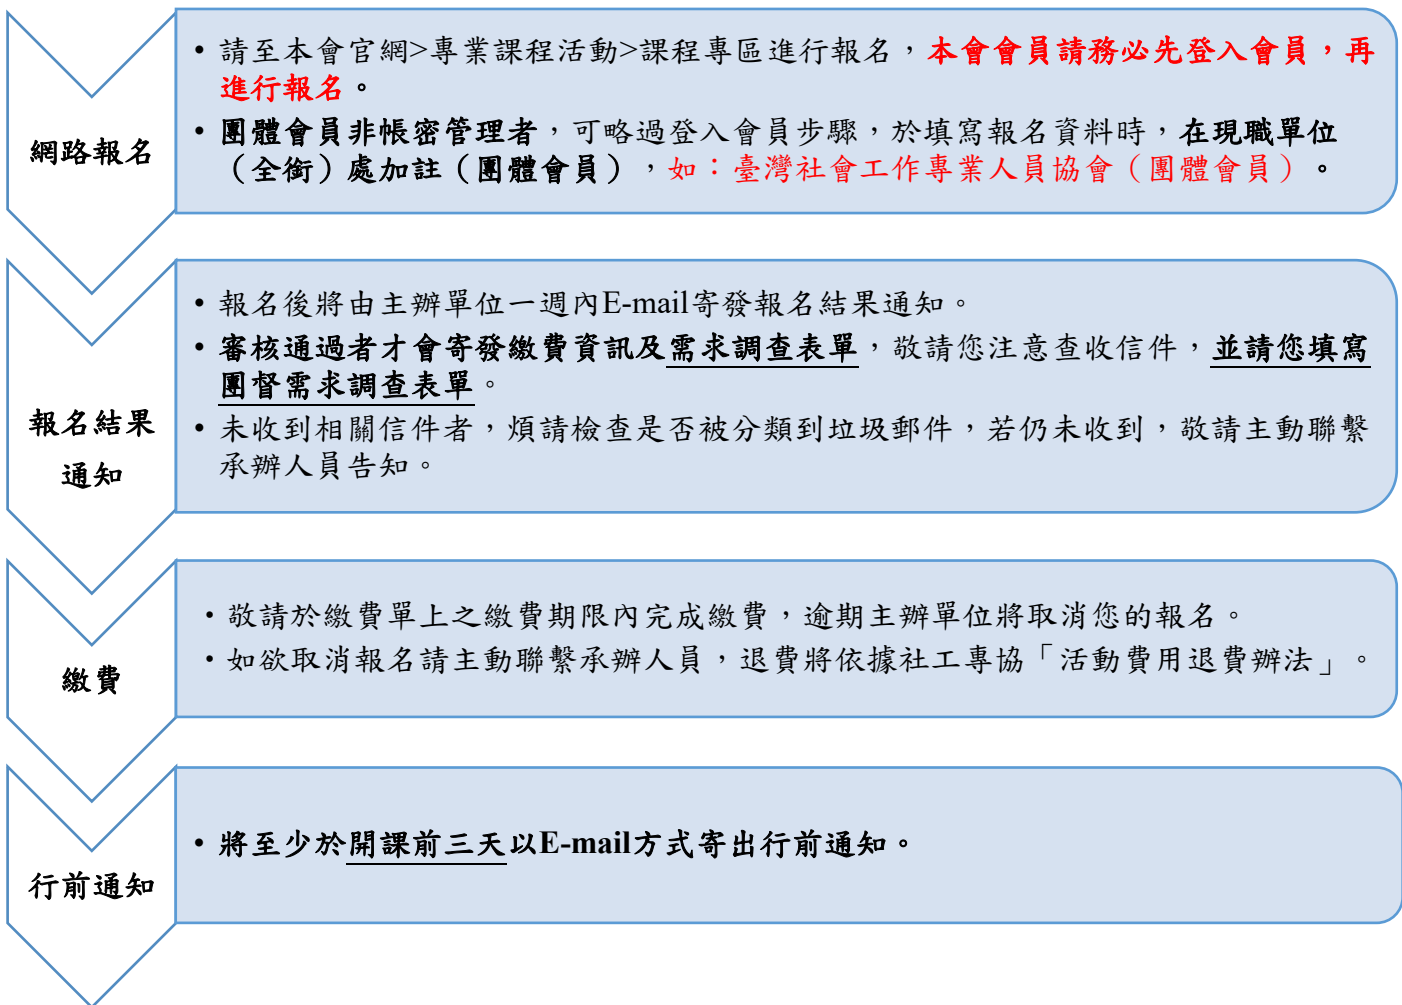 網路報名
• 請至本會官網>專業課程活動>課程專區進行報名，本會會員請務必先登入會員，再
進行報名。
• 團體會員非帳密管理者，可略過登入會員步驟，於填寫報名資料時，在現職單位
（全銜）處加註（團體會員），如：臺灣社會工作專業人員協會（團體會員）。
報名結果
通知
• 報名後將由主辦單位一週內E-mail寄發報名結果通知。
• 審核通過者才會寄發繳費資訊及需求調查表單，敬請您注意查收信件，並請您填寫
團督需求調查表單。
• 未收到相關信件者，煩請檢查是否被分類到垃圾郵件，若仍未收到，敬請主動聯繫
承辦人員告知。
繳費
• 敬請於繳費單上之繳費期限內完成繳費，逾期主辦單位將取消您的報名。
• 如欲取消報名請主動聯繫承辦人員，退費將依據社工專協「活動費用退費辦法」。
行前通知
• 將至少於開課前三天以E-mail方式寄出行前通知。